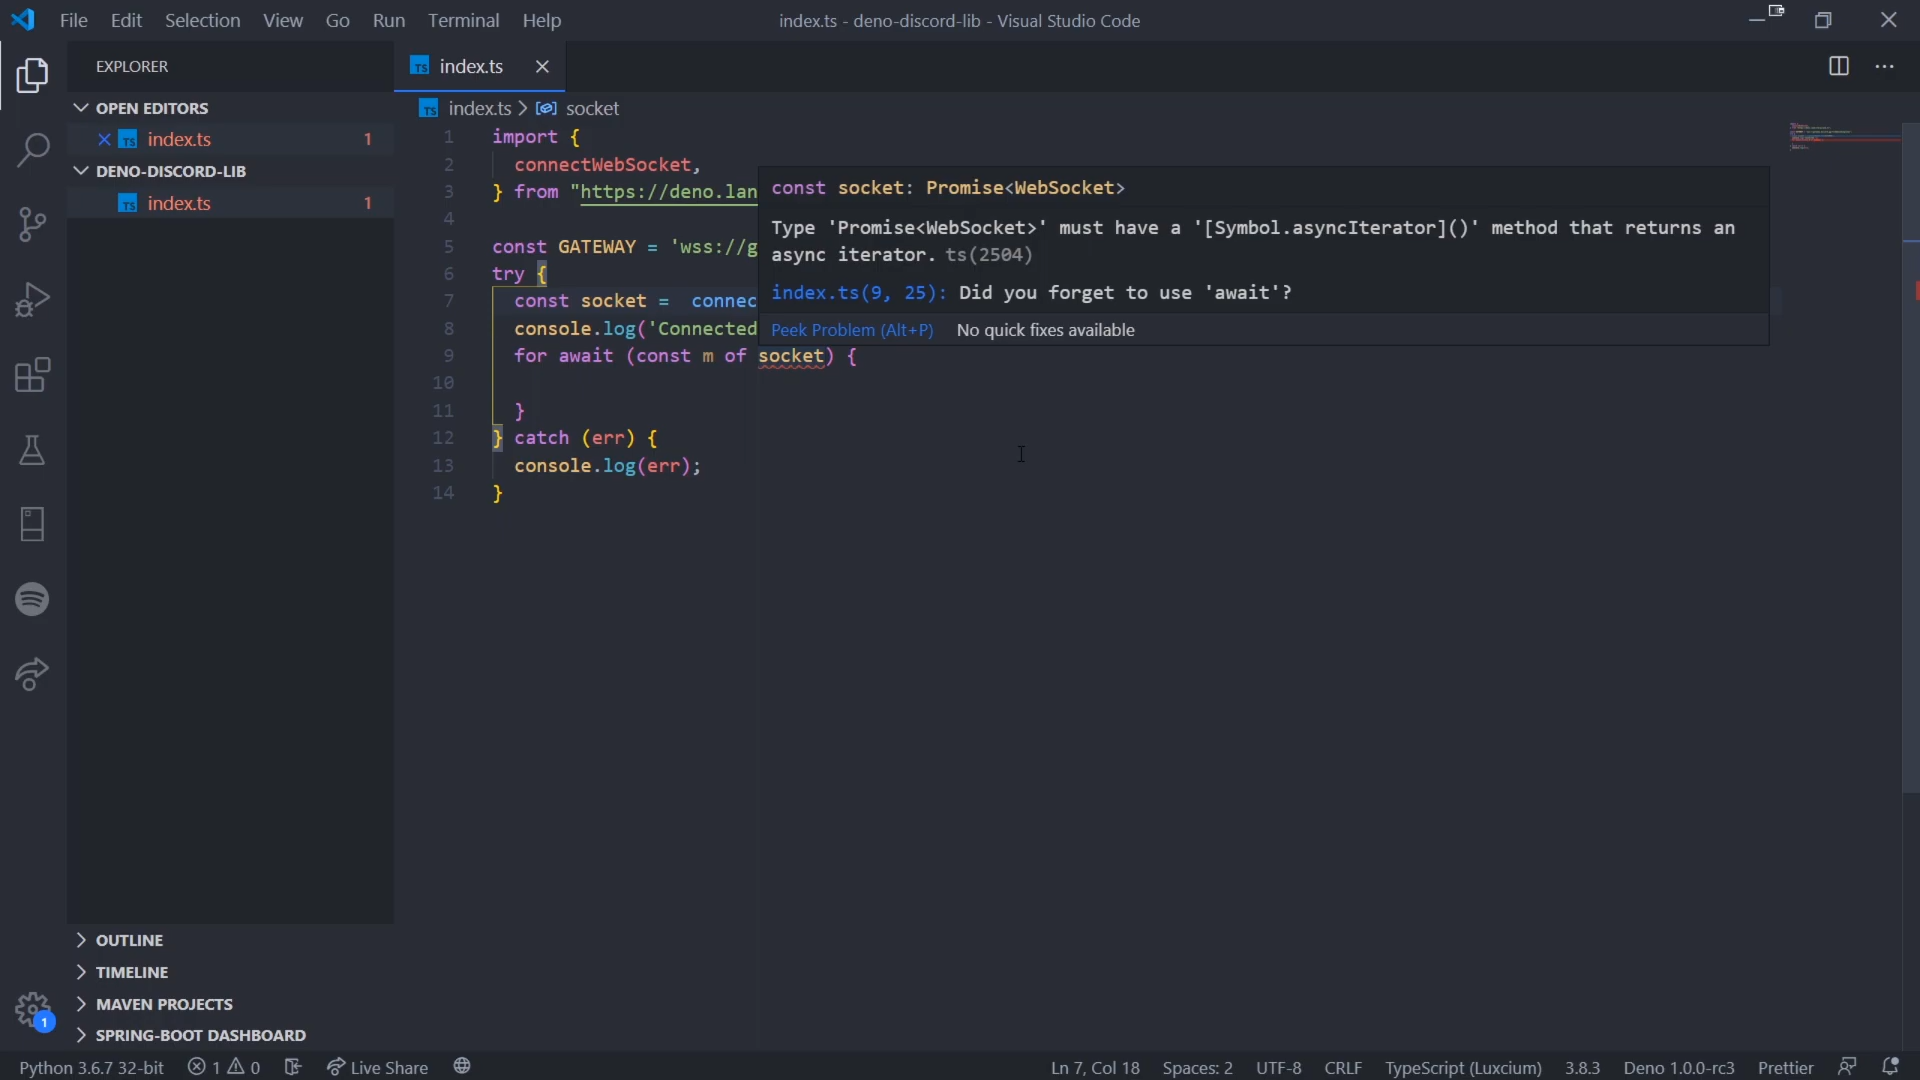 File Edit Selection View Go Run Terminal Help
index.ts - deno-discord-lib - Visual Studio Code
EXPLORER
OPEN EDITORS
TS index.ts 1
DENO-DISCORD-LIB
TS index.ts 1
TS index.ts
TS index.ts > socket
1 import {
2 connectWebSocket,
3 } from "https://deno.lan
4
5 const GATEWAY = 'wss://g
6 try {
7 const socket = connec
8 console.log('Connected
9 for await (const m of socket) {
10
11 }
12 } catch (err) {
13 console.log(err);
14 }
const socket: Promise<WebSocket>
Type 'Promise<WebSocket>' must have a '[Symbol.asyncIterator]()' method that returns an
async iterator. ts(2504)
index.ts(9, 25): Did you forget to use 'await'?
Peek Problem (Alt+P) No quick fixes available
OUTLINE
TIMELINE
MAVEN PROJECTS
SPRING-BOOT DASHBOARD
1
Python 3.6.7 32-bit 1 0 Live Share
Ln 7, Col 18 Spaces: 2 UTF-8 CRLF TypeScript (Luxcium) 3.8.3 Deno 1.0.0-rc3 Prettier